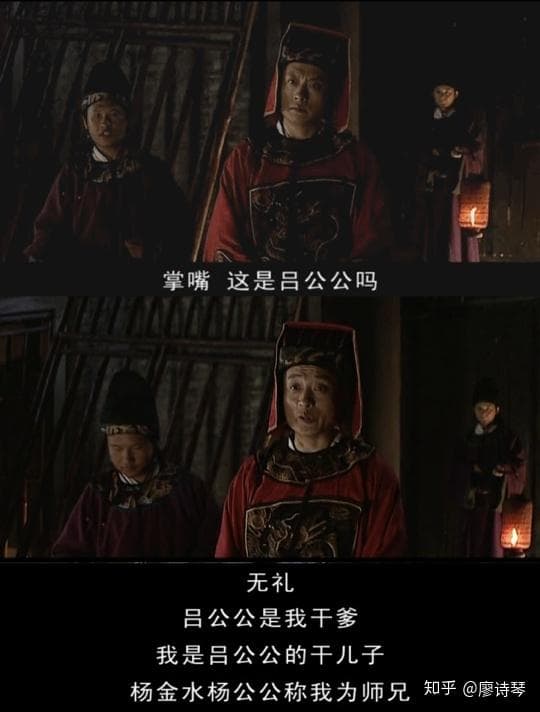 掌嘴 这是吕公公吗
无礼
吕公公是我干爹
我是吕公公的干儿子
杨金水杨公公称我为师兄
知乎 @廖诗琴